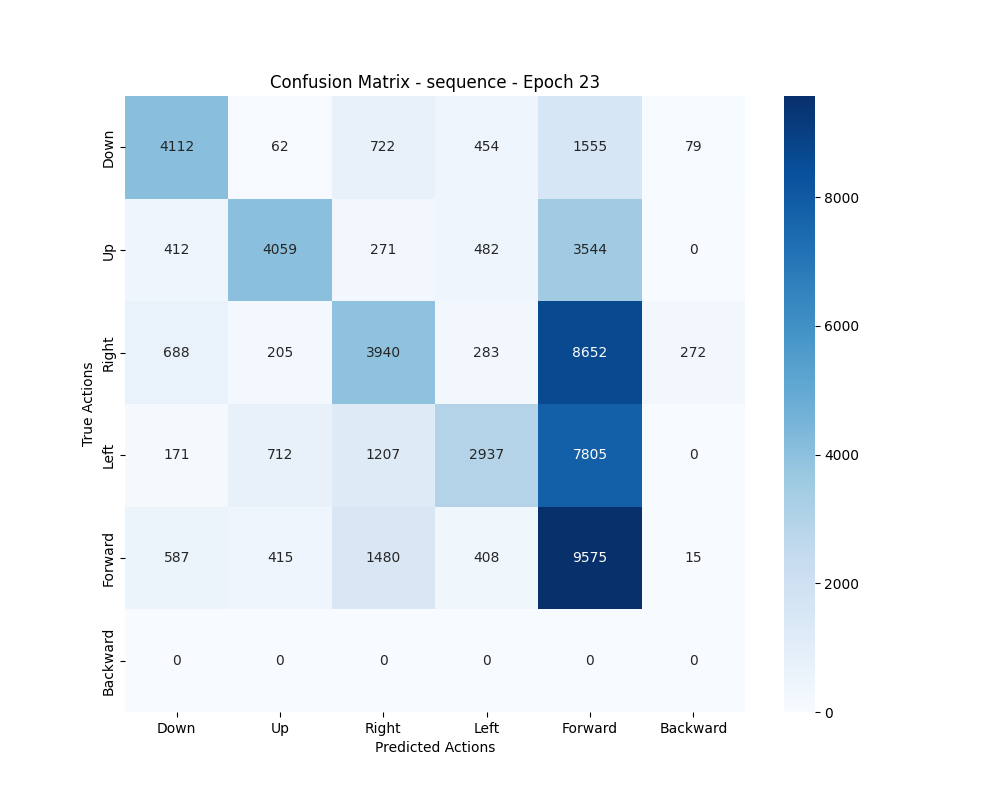 Confusion Matrix - sequence - Epoch 23
True Actions
Down 4112 62 722 454 1555 79
Up 412 4059 271 482 3544 0
Right 688 205 3940 283 8652 272
Left 171 712 1207 2937 7805 0
Forward 587 415 1480 408 9575 15
Backward 0 0 0 0 0 0
Down Up Right Left Forward Backward
Predicted Actions
8000
6000
4000
2000
0